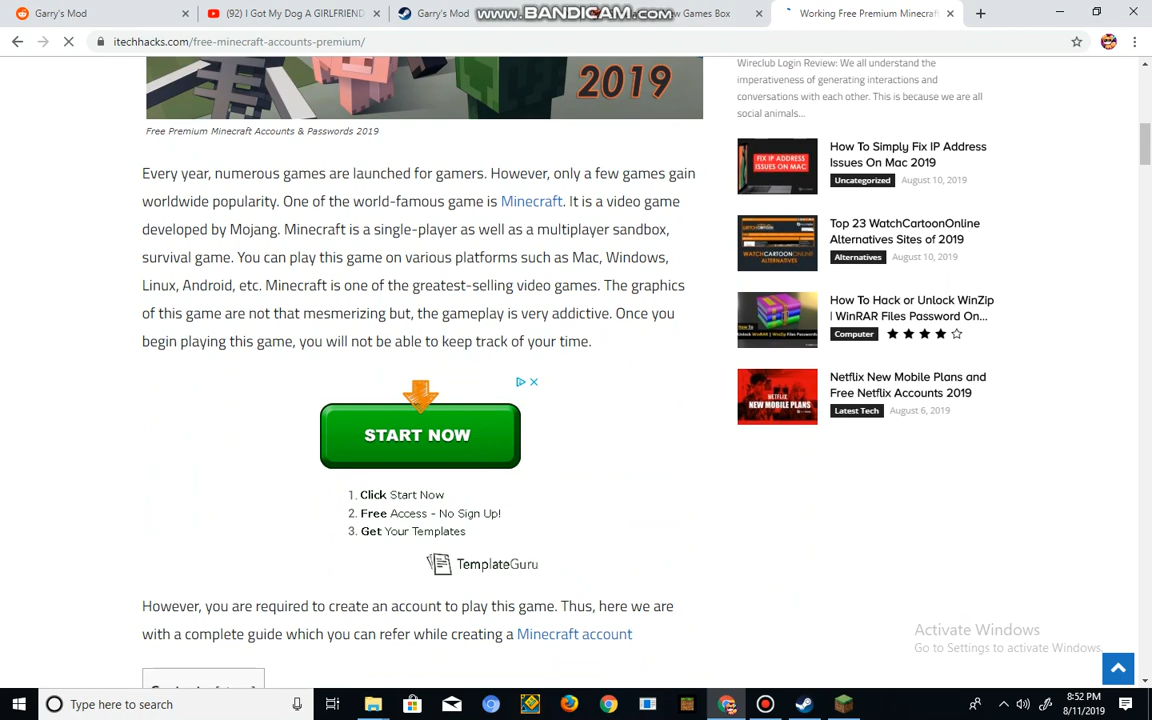 Garry's Mod
(92) I Got My Dog A GIRLFRIEND
Garry's Mod
www.BANDICAM.com
ew Games Box
Working Free Premium Minecraft
itechhacks.com/free-minecraft-accounts-premium/
2019
Free Premium Minecraft Accounts & Passwords 2019
Every year, numerous games are launched for gamers. However, only a few games gain
worldwide popularity. One of the world-famous game is Minecraft. It is a video game
developed by Mojang. Minecraft is a single-player as well as a multiplayer sandbox,
survival game. You can play this game on various platforms such as Mac, Windows,
Linux, Android, etc. Minecraft is one of the greatest-selling video games. The graphics
of this game are not that mesmerizing but, the gameplay is very addictive. Once you
begin playing this game, you will not be able to keep track of your time.
START NOW
1. Click Start Now
2. Free Access - No Sign Up!
3. Get Your Templates
TemplateGuru
However, you are required to create an account to play this game. Thus, here we are
with a complete guide which you can refer while creating a Minecraft account
Wireclub Login Review: We all understand the
imperativeness of generating interactions and
conversations with each other. This is because we are all
social animals...
FIX IP ADDRESS
ISSUES ON MAC
How To Simply Fix IP Address
Issues On Mac 2019
Uncategorized August 10, 2019
WATCHCARTOONONLINE
ALTERNATIVES
Top 23 WatchCartoonOnline
Alternatives Sites of 2019
Alternatives August 10, 2019
How To Hack or Unlock WinZip
| WinRAR Files Password On...
Computer
NETFLIX
NEW MOBILE PLANS
Netflix New Mobile Plans and
Free Netflix Accounts 2019
Latest Tech August 6, 2019
Activate Windows
Go to Settings to activate Windows.
Type here to search
8:52 PM
8/11/2019